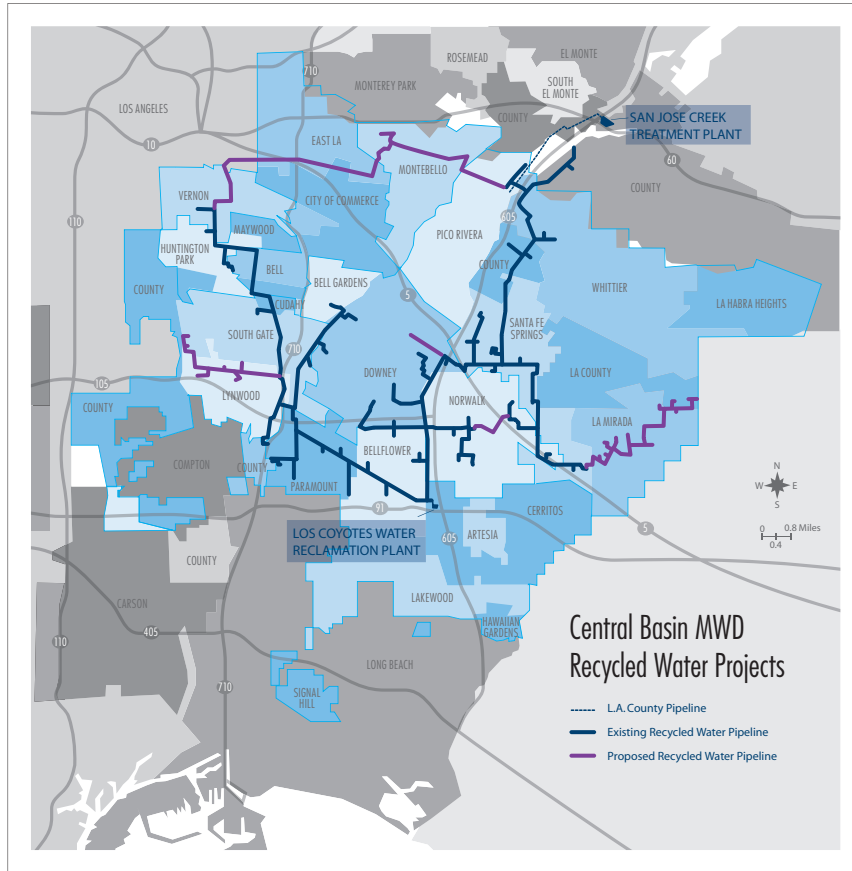 710
ROSEMEAD
EL MONTE
MONTEREY PARK
SOUTH
EL MONTE
LOS ANGELES
COUNTY
SAN JOSE CREEK
TREATMENT PLANT
10
EAST LA
MONTEBELLO
60
COUNTY
VERNON
CITY OF COMMERCE
110
MAYWOOD
605
PICO RIVERA
HUNTINGTON
PARK
BELL
COUNTY
COUNTY
BELL GARDENS
WHITTIER
5
CUDAHY
LA HABRA HEIGHTS
SOUTH GATE
SANTA FE
SPRINGS
710
DOWNEY
LA COUNTY
105
LYNWOOD
NORWALK
COUNTY
LA MIRADA
BELLFLOWER
COMPTON
COUNTY
PARAMOUNT
N
W E
S
91
CERRITOS
LOS COYOTES WATER
RECLAMATION PLANT
605
ARTESIA
5
0 0.8 Miles
0.4
COUNTY
LAKEWOOD
CARSON
HAWAIIAN
GARDENS
405
110
LONG BEACH
710
SIGNAL
HILL
Central Basin MWD
Recycled Water Projects
L.A. County Pipeline
Existing Recycled Water Pipeline
Proposed Recycled Water Pipeline